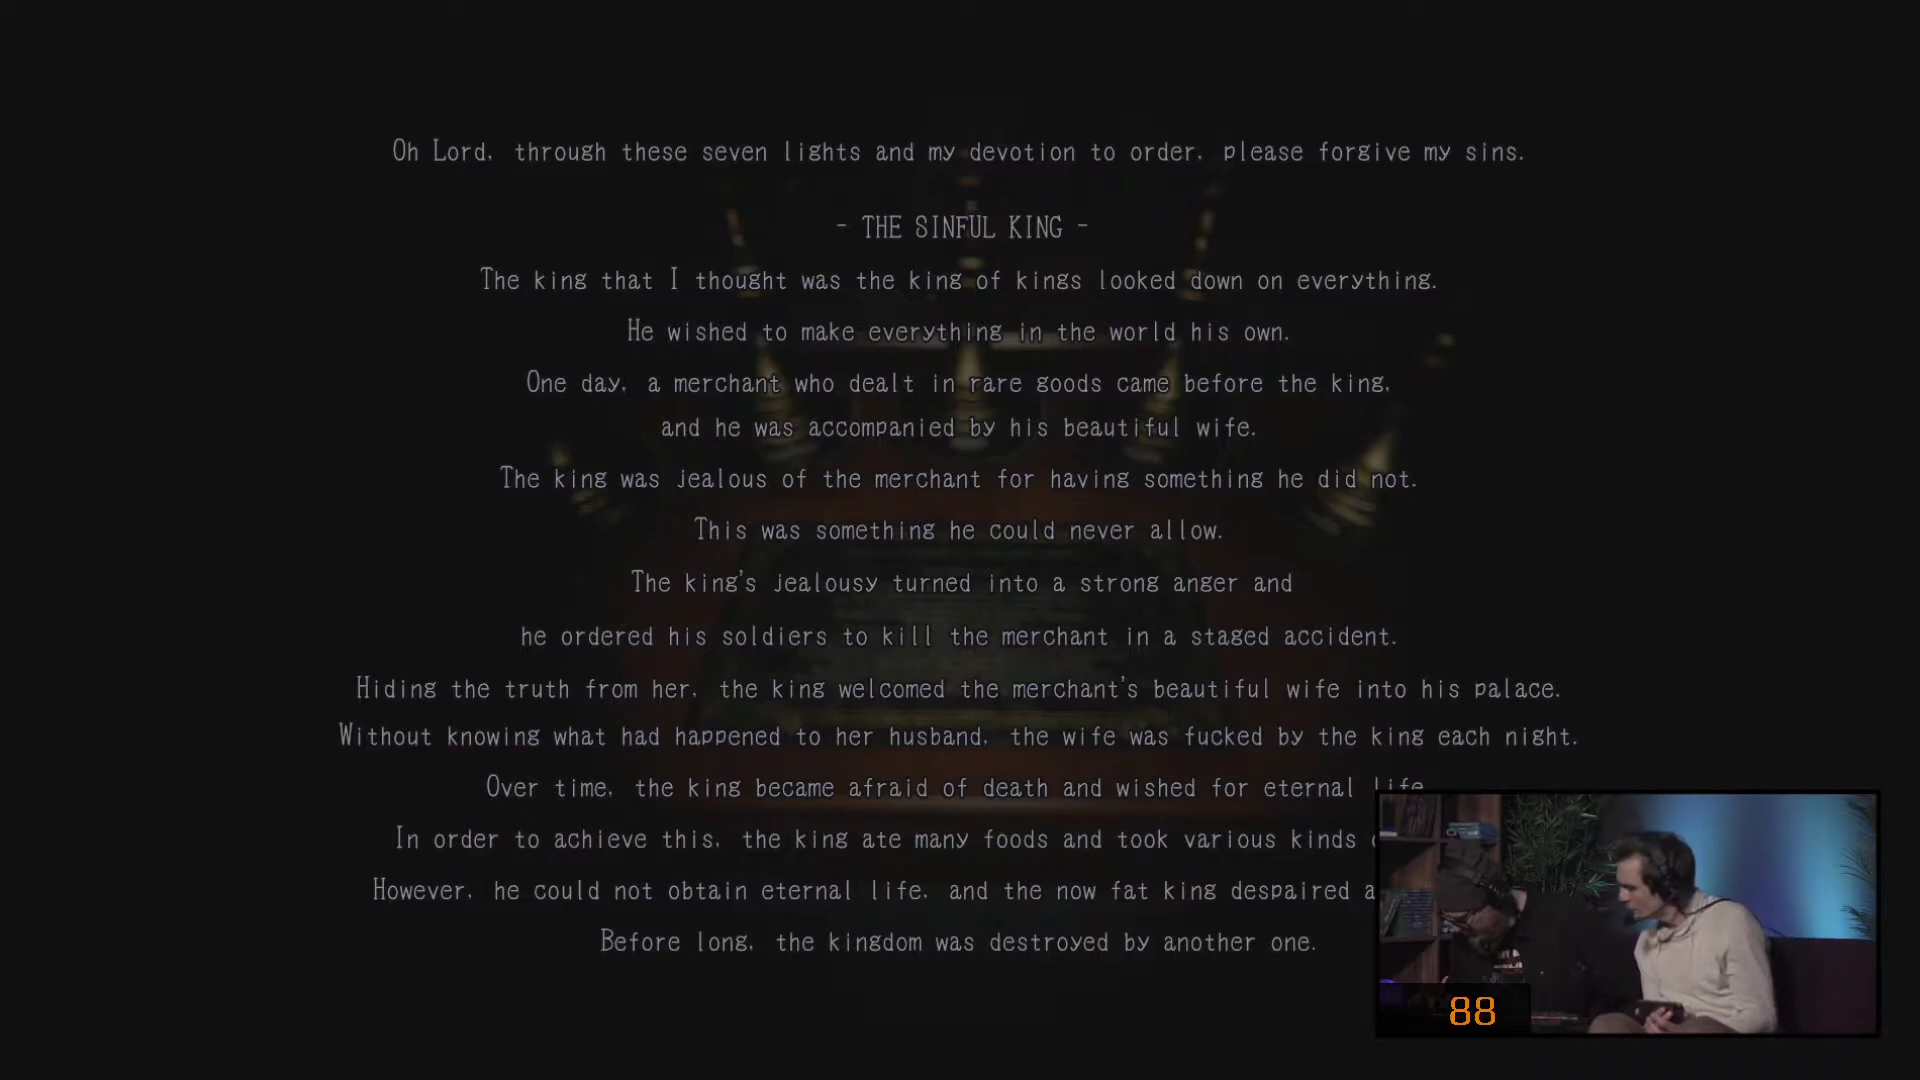 Oh Lord, through these seven lights and my devotion to order, please forgive my sins.
- THE SINFUL KING -
The king that I thought was the king of kings looked down on everything.
He wished to make everything in the world his own.
One day, a merchant who dealt in rare goods came before the king,
and he was accompanied by his beautiful wife.
The king was jealous of the merchant for having something he did not.
This was something he could never allow.
The king's jealousy turned into a strong anger and
he ordered his soldiers to kill the merchant in a staged accident.
Hiding the truth from her, the king welcomed the merchant's beautiful wife into his palace.
Without knowing what had happened to her husband, the wife was fucked by the king each night.
Over time, the king became afraid of death and wished for eternal life
In order to achieve this, the king ate many foods and took various kinds
However, he could not obtain eternal life, and the now fat king despaired
Before long, the kingdom was destroyed by another one.
88